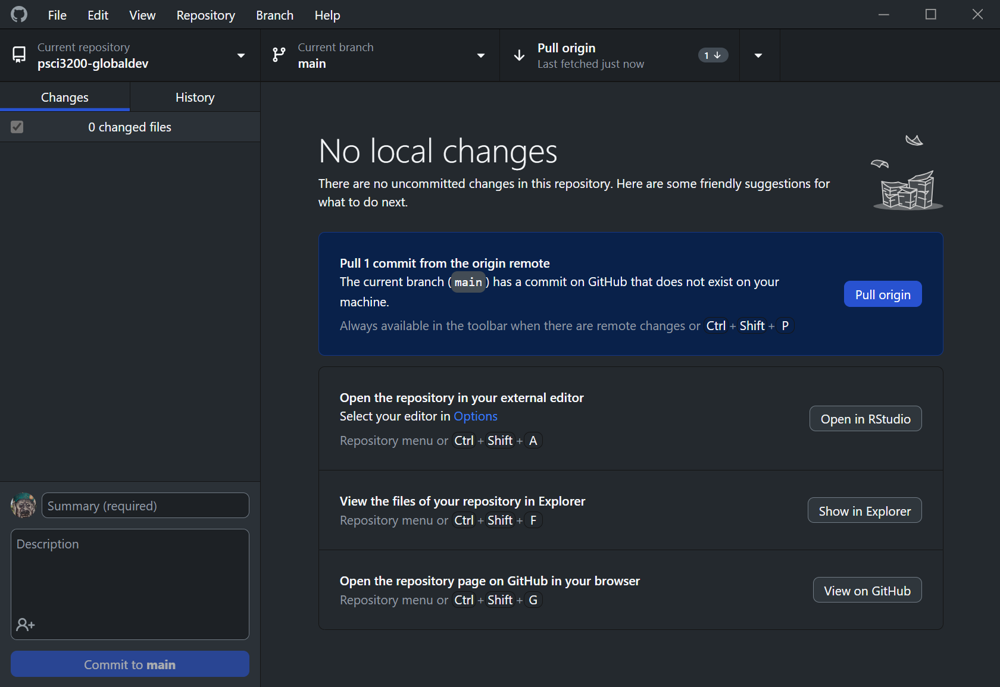 File Edit View Repository Branch Help
Current repository
psci3200-globaldev
Current branch
main
Pull origin
Last fetched just now
1
Changes
History
0 changed files
No local changes
There are no uncommitted changes in this repository. Here are some friendly suggestions for
what to do next.
Pull 1 commit from the origin remote
The current branch (main) has a commit on GitHub that does not exist on your
machine.
Always available in the toolbar when there are remote changes or Ctrl + Shift + P
Pull origin
Open the repository in your external editor
Select your editor in Options
Repository menu or Ctrl + Shift + A
Open in RStudio
View the files of your repository in Explorer
Repository menu or Ctrl + Shift + F
Show in Explorer
Open the repository page on GitHub in your browser
Repository menu or Ctrl + Shift + G
View on GitHub
Summary (required)
Description
Commit to main